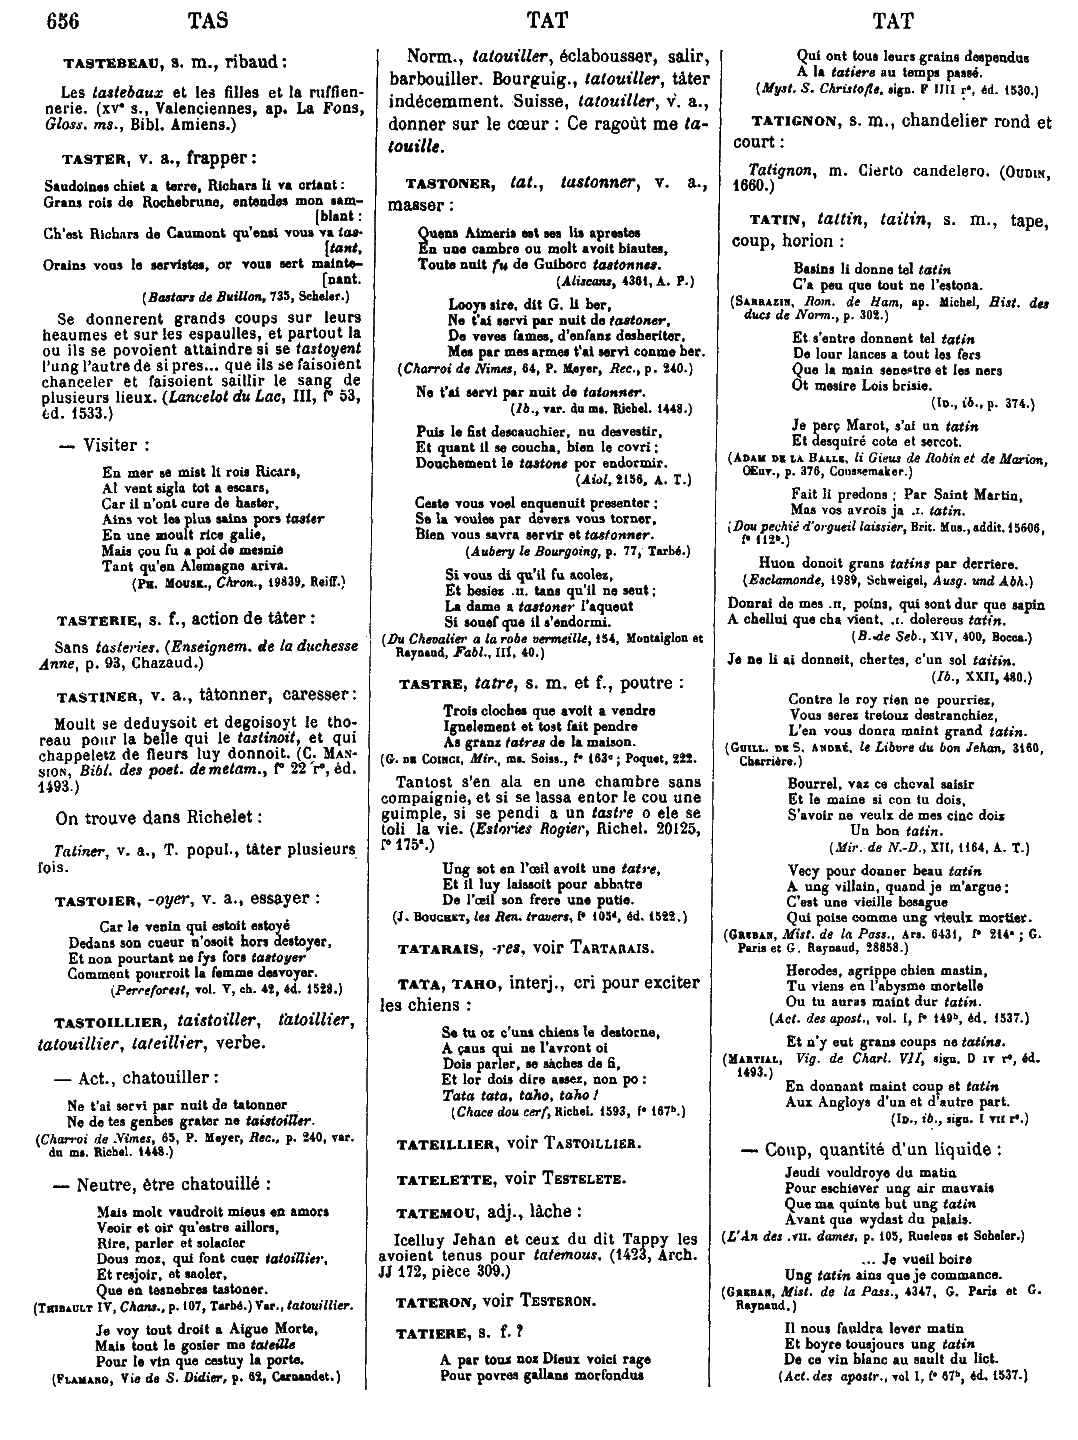 656 TAS TAT TAT
TASTEBEAU, s. m., ribaud :
Les tastebaux et les filles et la ruffien-
nerie. (XVᵉ s., Valenciennes, ap. La Fons,
Gloss. ms., Bibl. Amiens.)
TASTER, v. a., frapper :
Saudoines chiet a terre, Richars li va criant :
Grans rois de Rochebrune, entendes mon sam-
[blant :
Ch'est Richars de Caumont qu'ensi vous va tas-
[tant,
Orains vous le servistes, or vous sert mainte-
[nant.
(Bastars de Buillon, 735, Scheler.)
Se donnerent grands coups sur leurs
heaumes et sur les espaulles, et partout la
ou ils se povoient attaindre si se tastoyent
l'ung l'autre de si pres... que ils se faisoient
chanceler et faisoient saillir le sang de
plusieurs lieux. (Lancelot du Lac, III, f° 53,
éd. 1533.)
— Visiter :
En mer se mist li rois Ricars,
Al vent sigla tot a escars,
Car il n'ont cure de haster,
Ains vot les plus sains pors taster
En une moult rice galie,
Mais çou fu a poi de mesnie
Tant qu'en Alemagne ariva.
(PH. MOUSK., Chron., 19839, Reiff.)
TASTERIE, s. f., action de tâter :
Sans tasteries. (Enseignem. de la duchesse
Anne, p. 93, Chazaud.)
TASTINER, v. a., tâtonner, caresser :
Moult se deduysoit et degoisoyt le tho-
reau pour la belle qui le tastinoit, et qui
chappeletz de fleurs luy donnoit. (C. MAN-
SION, Bibl. des poet. de metam., f° 22 r°, éd.
1493.)
On trouve dans Richelet :
Tatiner, v. a., T. popul., tâter plusieurs
fois.
TASTOIER, -oyer, v. a., essayer :
Car le venin qui estoit estoyé
Dedans son cueur n'osoit hors destoyer,
Et non pourtant ne fys fors tastoyer
Comment pourroit la femme desvoyer.
(Perreforest, vol. V, ch. 42, éd. 1528.)
TASTOILLIER, taistoiller, tatoillier,
tatouillier, tateillier, verbe.
— Act., chatouiller :
Ne t'ai servi par nuit de tatonner
Ne de tes genbes grater ne taistoiller.
(Charroi de Nimes, 65, P. Meyer, Rec., p. 240, var.
du ms. Richel. 1448.)
— Neutre, être chatouillé :
Mais molt vaudroit mieus en amors
Veoir et oir qu'estre aillors,
Rire, parler et solacier
Dous moz, qui font cuer tatoillier,
Et resjoir, et saoler,
Que en tesnebres tastoner.
(THIBAULT IV, Chans., p. 107, Tarbé.) Var., tatouillier.
Je voy tout droit a Aigue Morte,
Mais tout le gosier me tateille
Pour le vin que cestuy la porte.
(FLAMANG, Vie de S. Didier, p. 62, Carnandet.)
Norm., tatouiller, éclabousser, salir,
barbouiller. Bourguig., tatouiller, tâter
indécemment. Suisse, tatouiller, v. a.,
donner sur le cœur : Ce ragoût me ta-
touille.
TASTONER, tat., tastonner, v. a.,
masser :
Quens Aimeris est ses lis aprestes
En une cambre ou molt avoit biautes,
Toute nuit fu de Guiborc tastonnes.
(Aliscans, 4361, A. P.)
Looys sire, dit G. li ber,
Ne t'ai servi par nuit de tastoner,
De veves fames, d'enfanz desheriter,
Mes par mes armes t'ai servi conme ber.
(Charroi de Nimes, 64, P. Meyer, Rec., p. 240.)
Ne t'ai servi par nuit de tatonner.
(Ib., var. du ms. Richel. 1448.)
Puis le fist descauchier, nu desvestir,
Et quant il se coucha, bien le covri ;
Douchement le tastone por endormir.
(Aiol, 2156, A. T.)
Ceste vous voel enquenuit presenter ;
Se la voules par devers vous torner,
Bien vous savra servir et tastonner.
(Aubery le Bourgoing, p. 77, Tarbé.)
Si vous di qu'il fu acolez,
Et besiez .II. tans qu'il ne seut ;
La dame a tastoner l'aqueut
Si souef que il s'endormi.
(Du Chevalier a la robe vermeille, 154, Montaiglon et
Raynaud, Fabl., III, 40.)
TASTRE, tatre, s. m. et f., poutre :
Trois cloches que avoit a vendre
Ignelement et tost fait pendre
As granz tatres de la maison.
(G. DE COINCI, Mir., ms. Soiss., f° 163ᶜ ; Poquet, 222.
Tantost s'en ala en une chambre sans
compaignie, et si se lassa entor le cou une
guimple, si se pendi a un tastre o ele se
toli la vie. (Estories Rogier, Richel. 20125,
f° 175ᵃ.)
Ung sot en l'œil avoit une tatre,
Et il luy laissoit pour abbatre
De l'œil son frere une putie.
(J. BOUCHET, les Ren. travers, f° 105ᵈ, éd. 1522.)
TATARAIS, -res, voir TARTARAIS.
TATA, TAHO, interj., cri pour exciter
les chiens :
Se tu oz c'uns chiens le destorne,
A çaus qui ne l'avront oi
Dois parler, se saches de fi,
Et lor dois dire assez, non po :
Tata tata, taho, taho !
(Chace dou cerf, Richel. 1593, f° 167ᵇ.)
TATEILLIER, voir TASTOILLIER.
TATELETTE, voir TESTELETE.
TATEMOU, adj., lâche :
Icelluy Jehan et ceux du dit Tappy les
avoient tenus pour tatemous. (1423, Arch.
JJ 172, pièce 309.)
TATERON, voir TESTERON.
TATIERE, s. f. ?
A par tous noz Dieux voici rage
Pour povres gallans morfondus
Qui ont tous leurs grains despendus
A la tatiere au temps passé.
(Myst. S. Christofle, sign. F IIII r°, éd. 1530.)
TATIGNON, s. m., chandelier rond et
court :
Tatignon, m. Cierto candelero. (OUDIN,
1660.)
TATIN, tattin, taitin, s. m., tape,
coup, horion :
Basins li donne tel tatin
C'a peu que tout ne l'estona.
(SARRAZIN, Rom. de Ham, ap. Michel, Hist. des
ducs de Norm., p. 302.)
Et s'entre donnent tel tatin
De lour lances a tout les fers
Que la main senestre et les ners
Ot mesire Lois brisie.
(ID., ib., p. 374.)
Je perç Marot, s'ai un tatin
Et desquiré cote et sercot.
(ADAM DE LA HALLE, li Gieus de Robin et de Marion,
Œuv., p. 376, Coussemaker.)
Fait li predons ; Par Saint Martin,
Mas vos avrois ja .I. tatin.
(Dou pechié d'orgueil laissier, Brit. Mus., addit. 15606,
f° 112ᵇ.)
Huon donoit grans tatins par derriere.
(Esclamonde, 1989, Schweigel, Ausg. und Abh.)
Donrai de mes .II. poins, qui sont dur que sapin
A chellui que cha vient, .I. dolereus tatin.
(B. de Seb., XIV, 400, Bocca.)
Je ne li ai donneit, chertes, c'un sol taitin.
(Ib., XXII, 480.)
Contre le roy rien ne pourriez,
Vous serez tretouz destranchiez,
L'en vous donra maint grand tatin.
(GUILL. DE S. ANDRÉ, le Libvre du bon Jehan, 3160,
Charrière.)
Bourrel, vaz ce cheval saisir
Et le maine si con tu dois,
S'avoir ne veulx de mes cinc doiz
Un bon tatin.
(Mir. de N.-D., XII, 1164, A. T.)
Vecy pour donner beau tatin
A ung villain, quand je m'argue ;
C'est une vieille besague
Qui poise comme ung vieulx mortier.
(GREBAN, Mist. de la Pass., Ars. 6431, f° 214ᵃ ; G.
Paris et G. Raynaud, 28858.)
Herodes, agrippe chien mastin,
Tu viens en l'abysme mortelle
Ou tu auras maint dur tatin.
(Act. des apost., vol. I, f° 149ᵇ, éd. 1537.)
Et n'y eut grans coups ne tatins.
(MARTIAL, Vig. de Charl. VII, sign. D IV r°, éd.
1493.)
En donnant maint coup et tatin
Aux Angloys d'un et d'autre part.
(ID., ib., sign. I VII r°.)
— Coup, quantité d'un liquide :
Jeudi vouldroye du matin
Pour eschiever ung air mauvais
Que ma quinte but ung tatin
Avant que wydast du palais.
(L'An des .VII. dames, p. 105, Ruelens et Scheler.)
... Je vueil boire
Ung tatin ains que je commance.
(GREBAN, Mist. de la Pass., 4347, G. Paris et G.
Raynaud.)
Il nous fauldra lever matin
Et boyre tousjours ung tatin
De ce vin blanc au sault du lict.
(Act. des apostr., vol I, f° 67ᵇ, éd. 1537.)